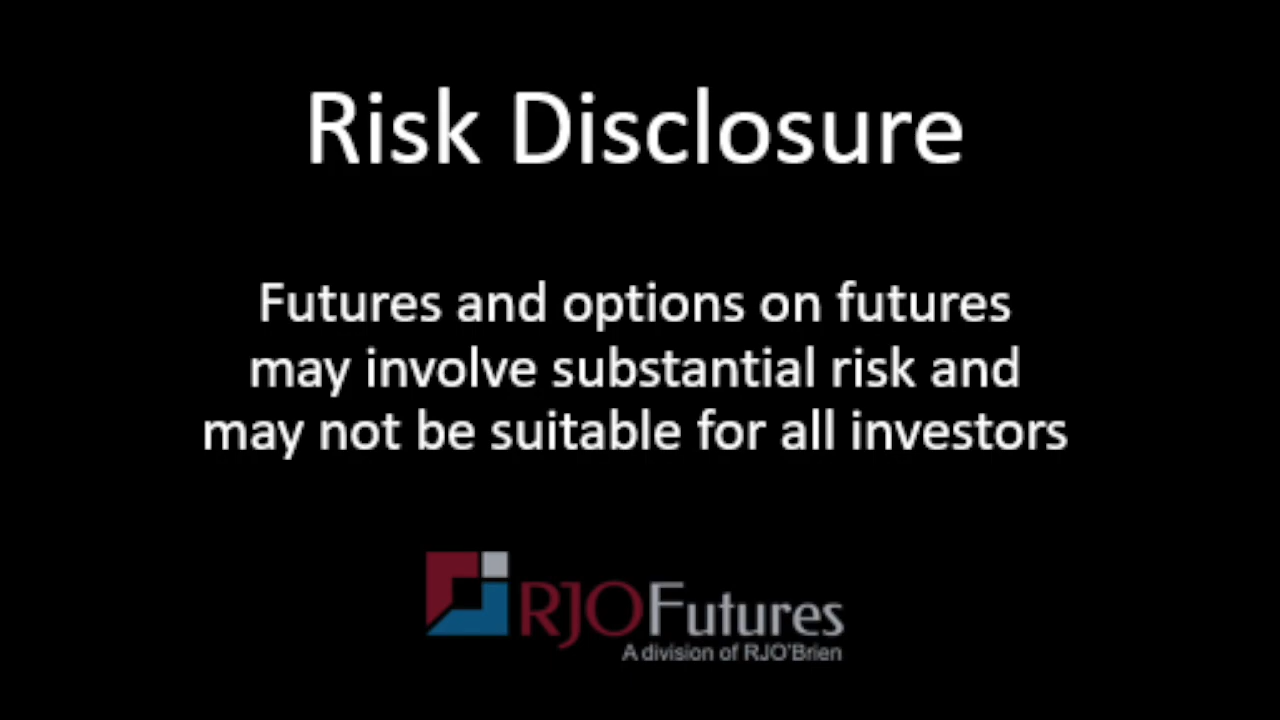 Risk Disclosure
Futures and options on futures
may involve substantial risk and
may not be suitable for all investors
RJOFutures
A division of RJO'Brien